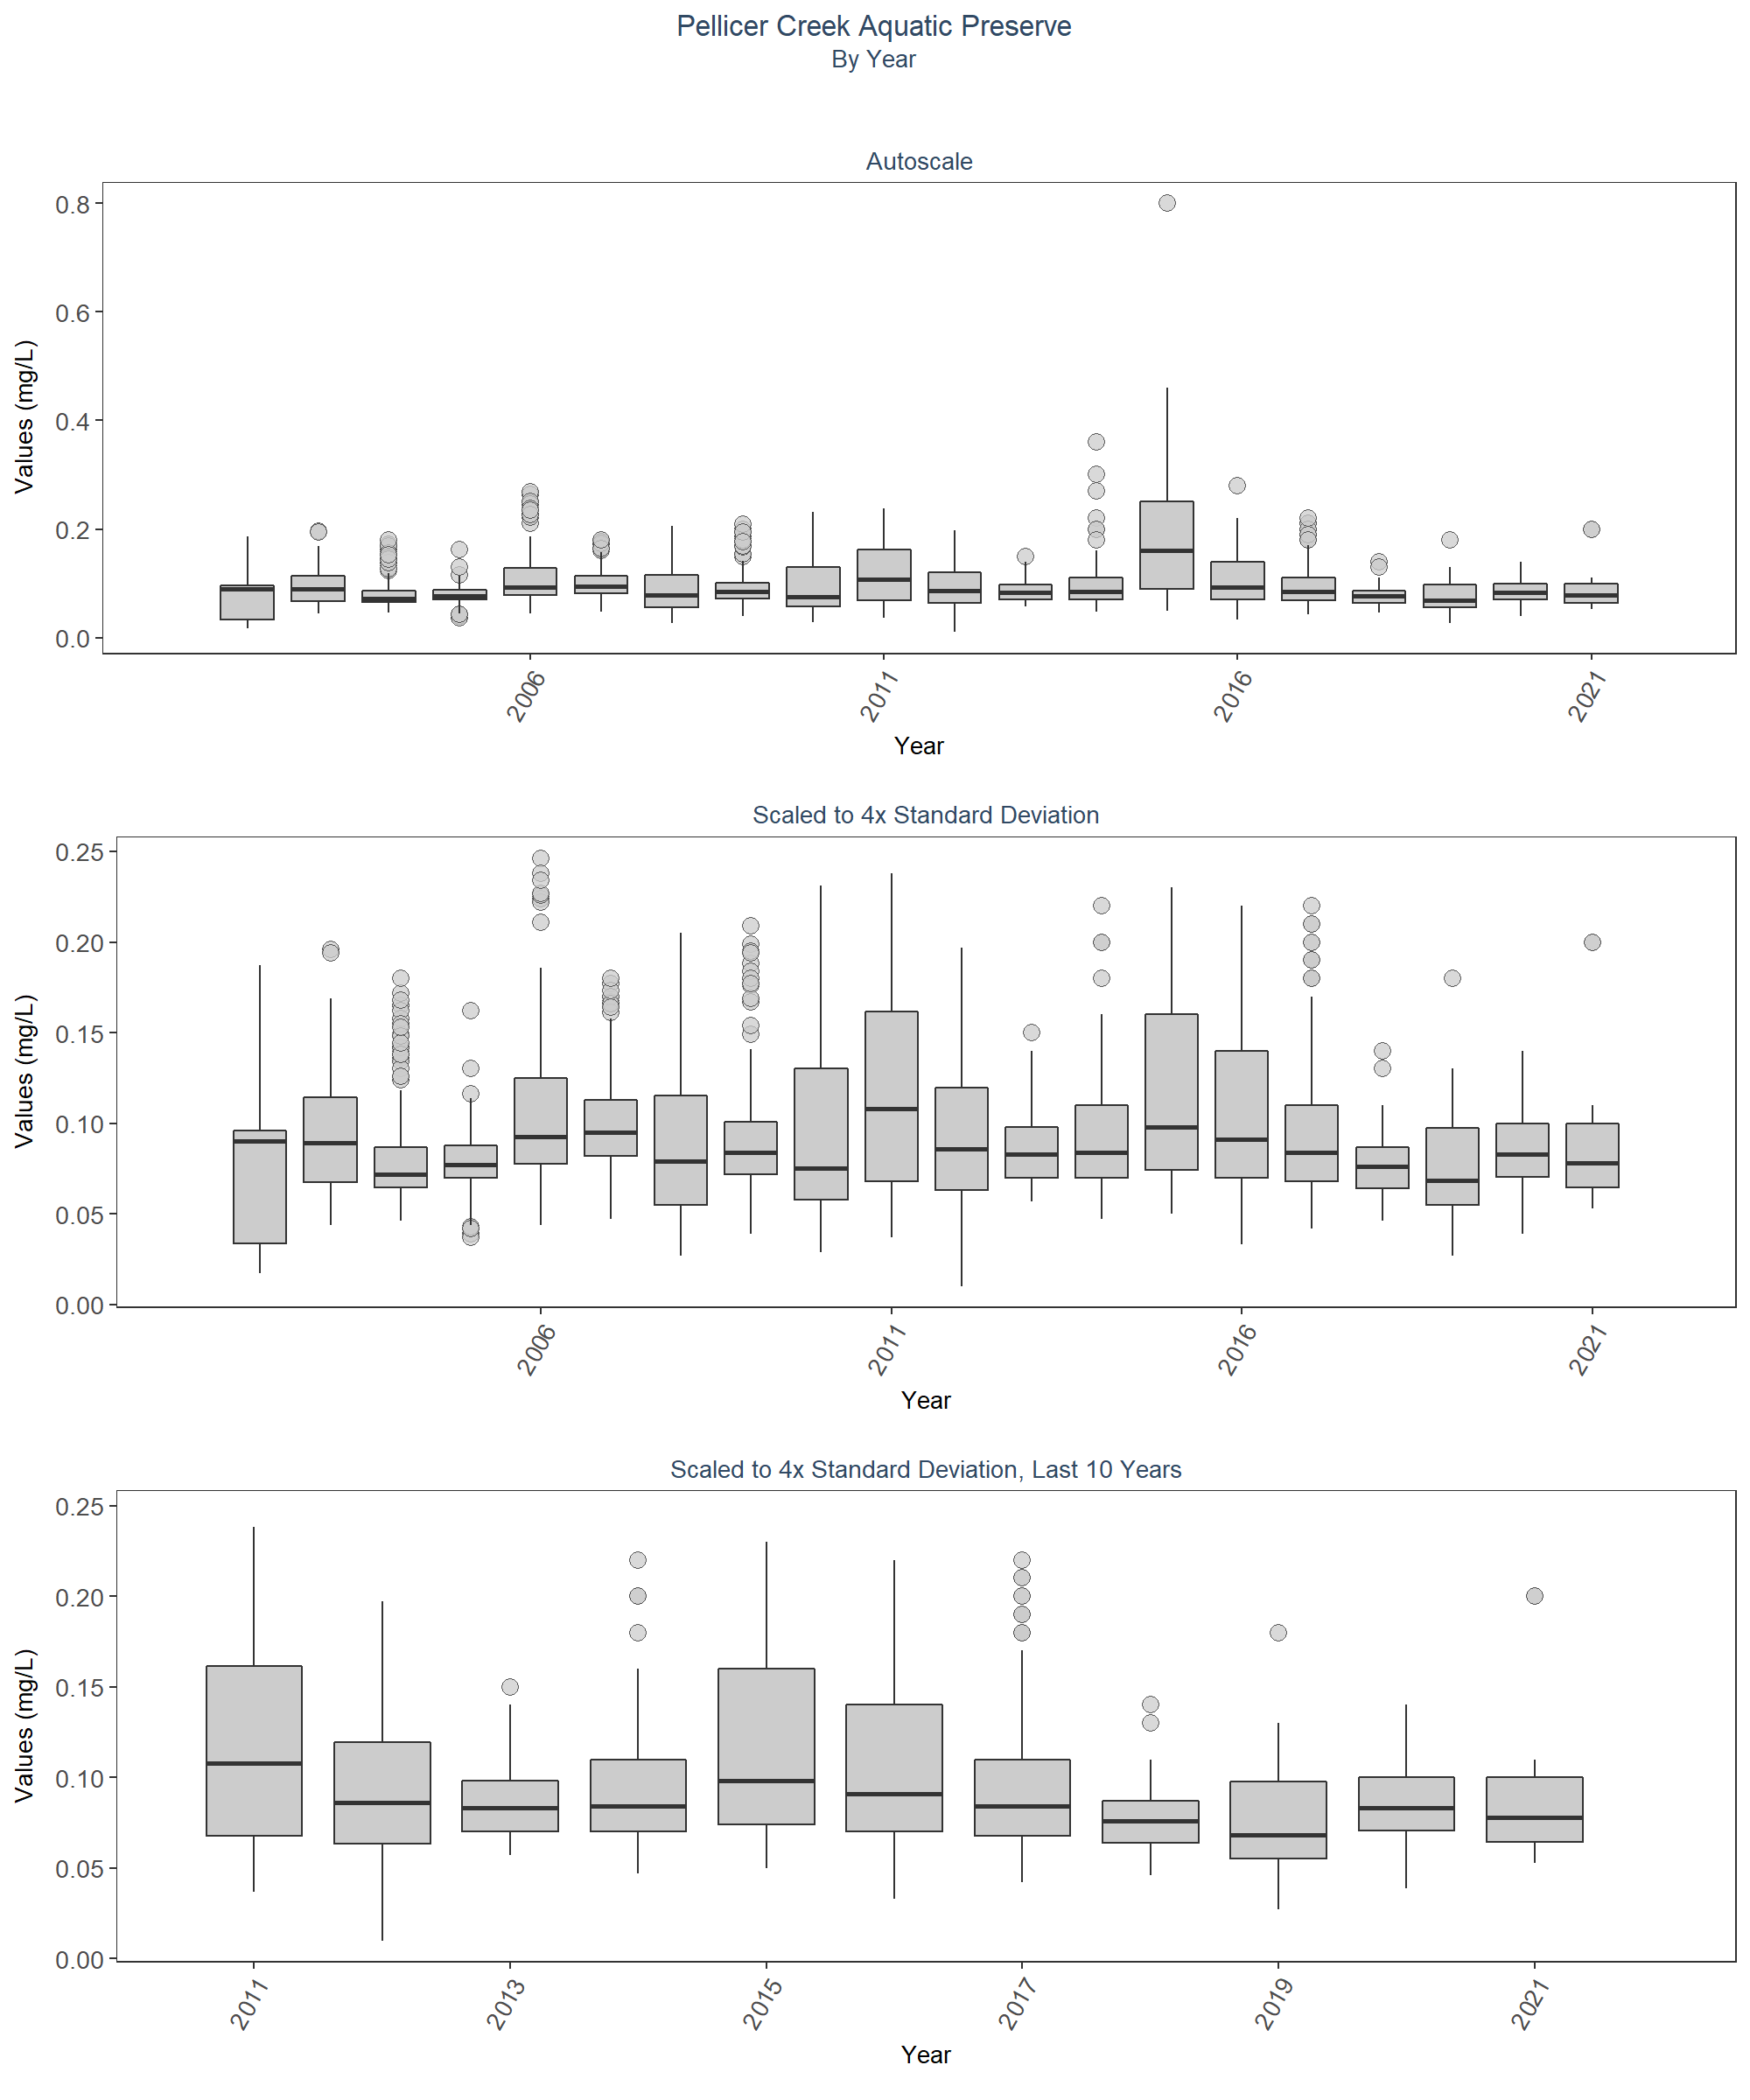 Pellicer Creek Aquatic Preserve
By Year
Autoscale
Values (mg/L)
0.8
0.6
0.4
0.2
0.0
2006 2011 2016 2021
Year
Scaled to 4x Standard Deviation
Values (mg/L)
0.25
0.20
0.15
0.10
0.05
0.00
2006 2011 2016 2021
Year
Scaled to 4x Standard Deviation, Last 10 Years
Values (mg/L)
0.25
0.20
0.15
0.10
0.05
0.00
2011 2013 2015 2017 2019 2021
Year